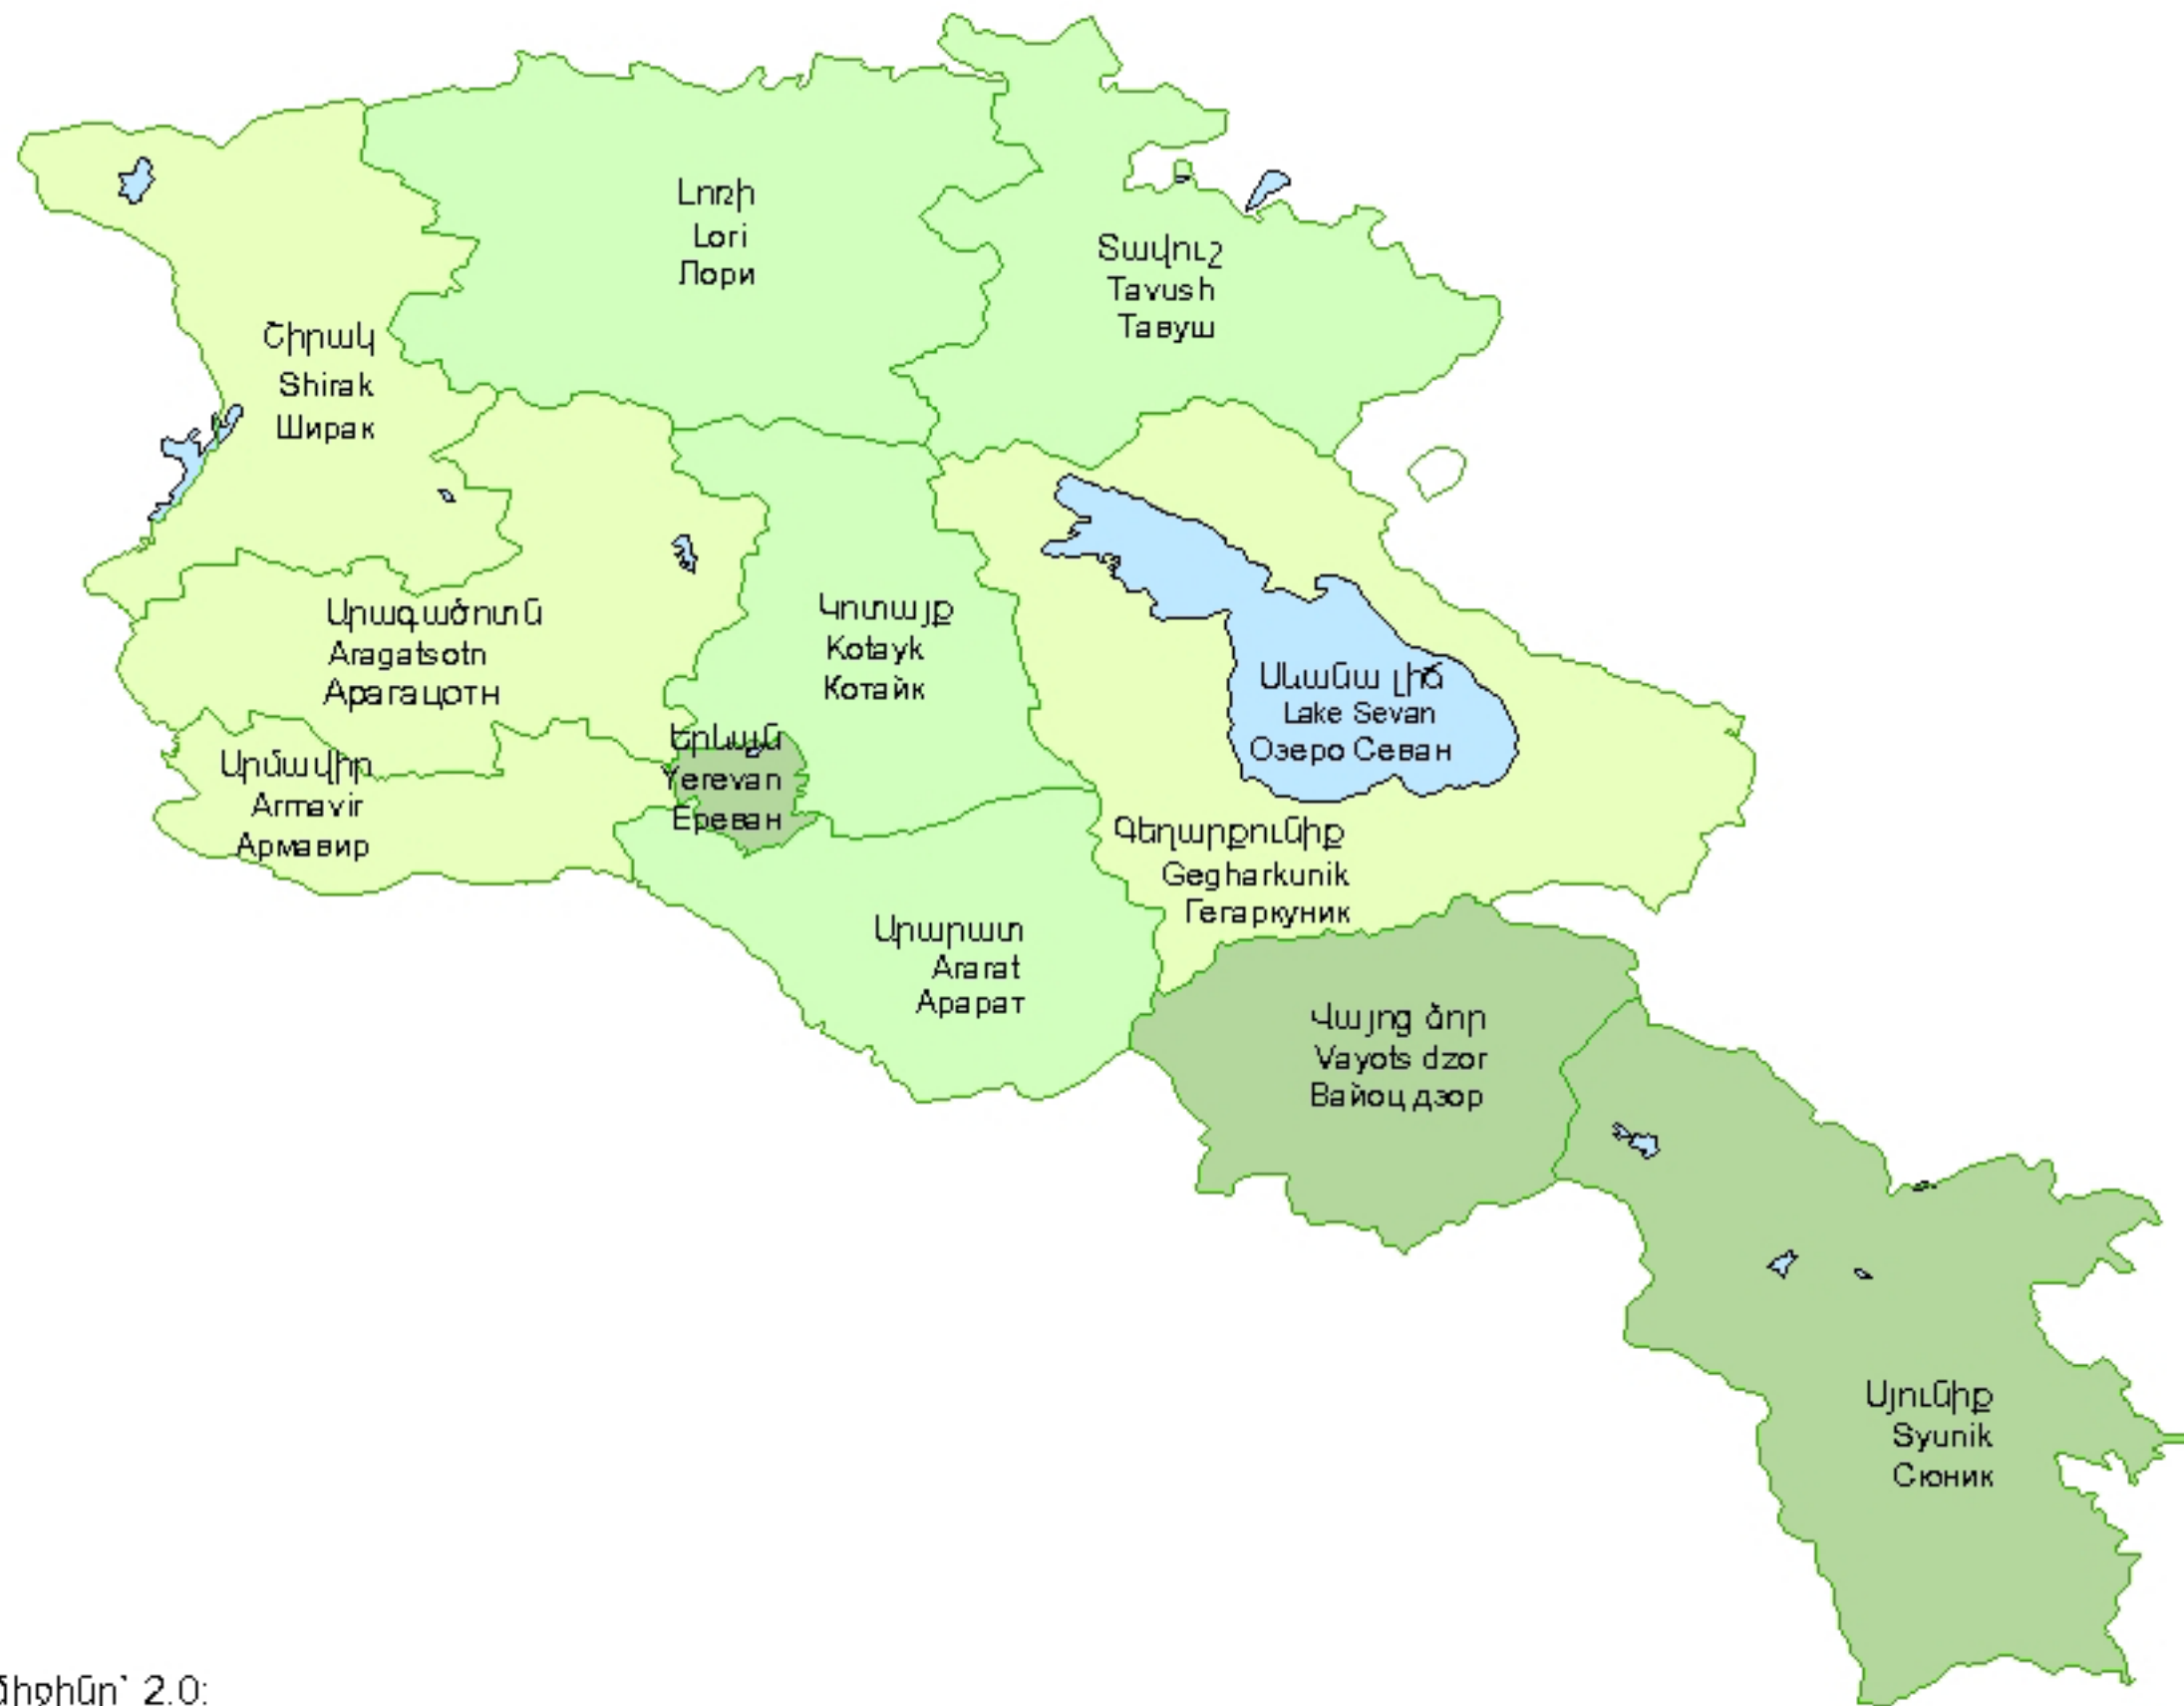 Լոռի
Lori
Лори
Տավուշ
Tavush
Тавуш
Շիրակ
Shirak
Ширак
Արագածոտն
Aragatsotn
Арагацотн
Կոտայք
Kotayk
Котайк
Սևանա լիճ
Lake Sevan
Озеро Севан
Երևան
Yerevan
Ереван
Արմավիր
Armavir
Армавир
Գեղարքունիք
Gegharkunik
Гегаркуник
Արարատ
Ararat
Арарат
Վայոց ձոր
Vayots dzor
Вайоц дзор
Սյունիք
Syunik
Сюник
միջինը՝ 2.0: